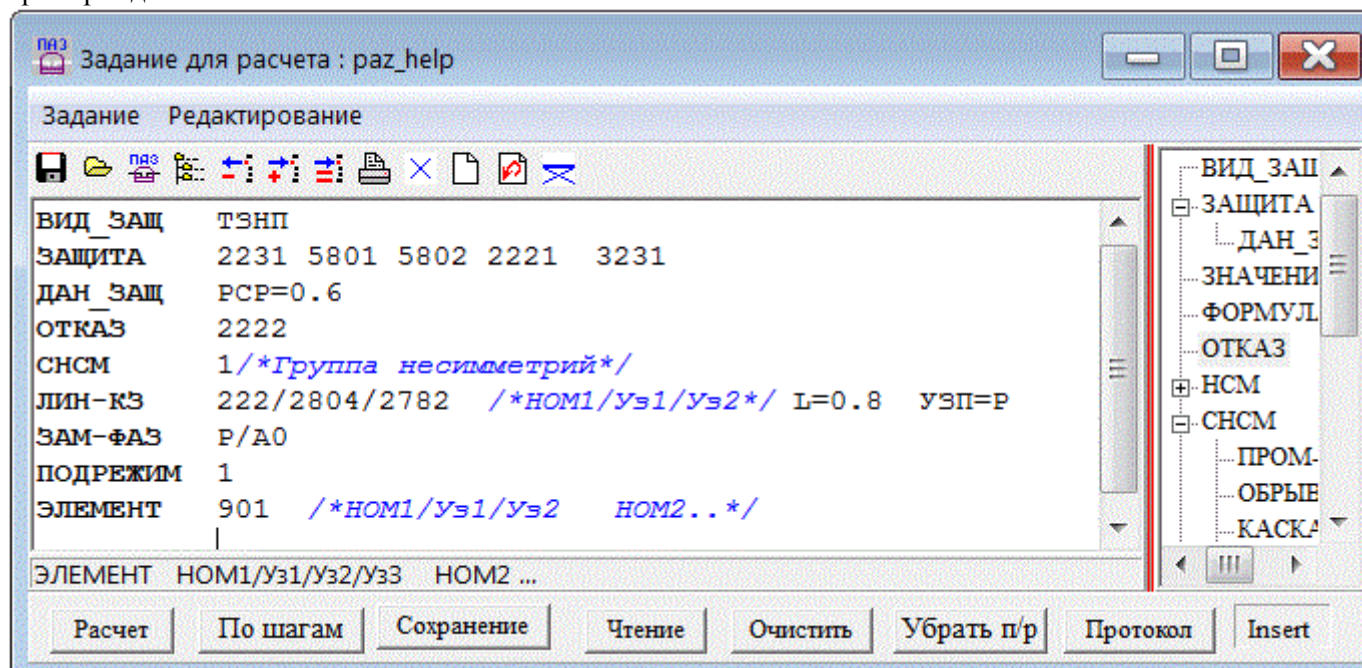 ПАЗ Задание для расчета : paz_help
Задание Редактирование
ПАЗ
ВИД_ЗАЩ ТЗНП
ЗАЩИТА 2231 5801 5802 2221 3231
ДАН_ЗАЩ РСР=0.6
ОТКАЗ 2222
СНСМ 1/*Группа несимметрий*/
ЛИН-КЗ 222/2804/2782 /*НОМ1/Уз1/Уз2*/ L=0.8 УЗП=Р
ЗАМ-ФАЗ Р/А0
ПОДРЕЖИМ 1
ЭЛЕМЕНТ 901 /*НОМ1/Уз1/Уз2 НОМ2..*/
ЭЛЕМЕНТ НОМ1/Уз1/Уз2/Уз3 НОМ2 ...
ВИД_ЗАЩ
ЗАЩИТА
ДАН_З
ЗНАЧЕНИ
ФОРМУЛ
ОТКАЗ
НСМ
СНСМ
ПРОМ-
ОБРЫВ
КАСКА
Расчет По шагам Сохранение Чтение Очистить Убрать п/р Протокол Insert